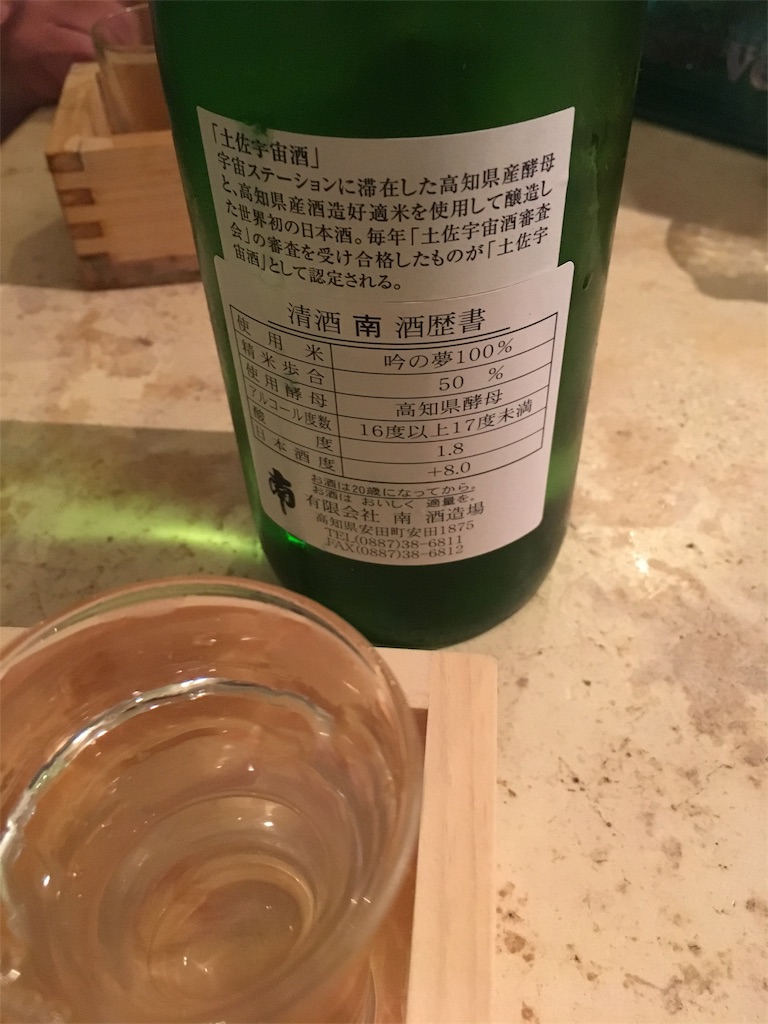 「土佐宇宙酒」
宇宙ステーションに滞在した高知県産酵母
と、高知県産酒造好適米を使用して醸造し
た世界初の日本酒。毎年「土佐宇宙酒審査
会」の審査を受け合格したものが「土佐宇
宙酒」として認定される。
清酒 南 酒歴書
使用米 吟の夢100%
精米歩合 50 %
使用酵母 高知県酵母
アルコール度数 16度以上17度未満
酸度 1.8
日本酒度 +8.0
お酒は20歳になってから。
お酒は おいしく 適量を。
南 有限会社 南 酒造場
高知県安田町安田1875
TEL(0887)38-6811
FAX(0887)38-6812